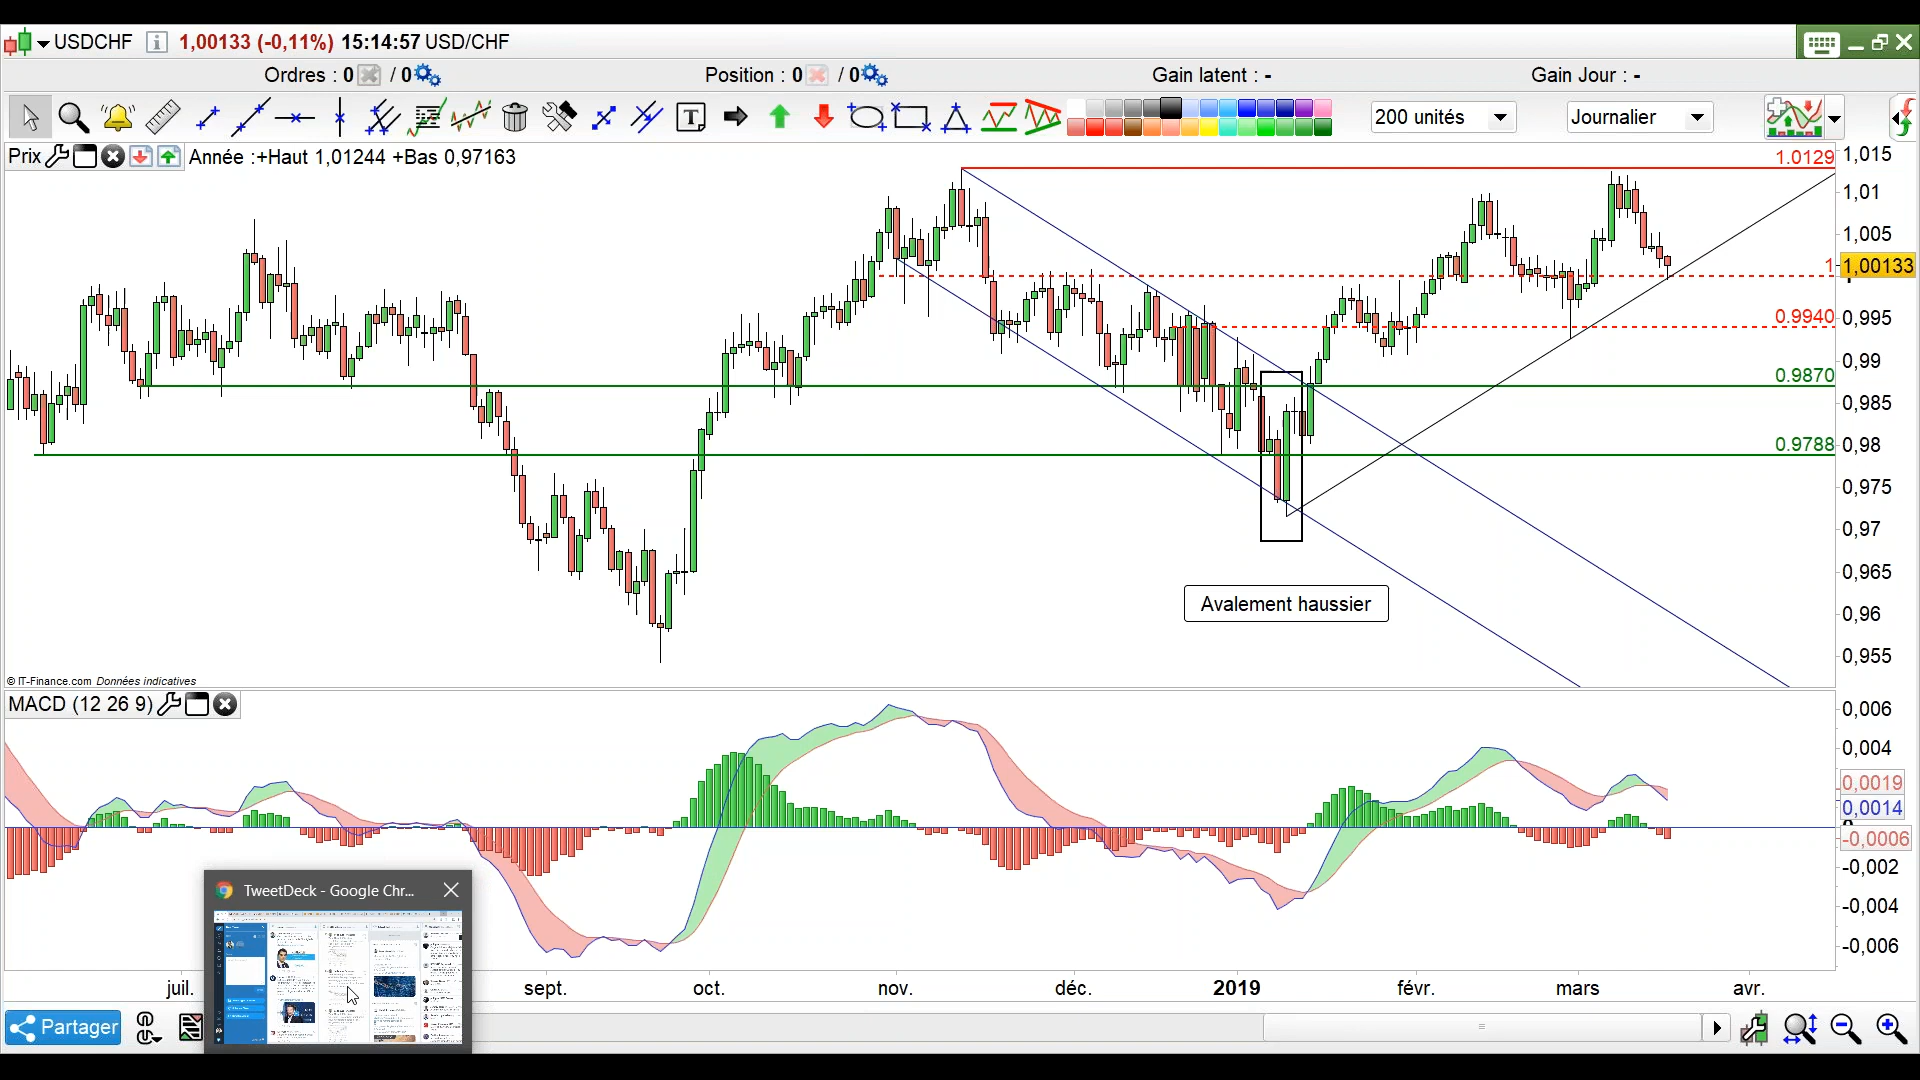 USDCHF 1,00133 (-0,11%) 15:14:57 USD/CHF
Ordres : 0 / 0 Position : 0 / 0 Gain latent : - Gain Jour : -
T 200 unités Journalier
Prix Année :+Haut 1,01244 +Bas 0,97163
1.0129
1
0.9940
0.9870
0.9788
1,015
1,01
1,005
1,00133
0,995
0,99
0,985
0,98
0,975
0,97
0,965
0,96
0,955
Avalement haussier
© IT-Finance.com Données indicatives
MACD (12 26 9)
0,006
0,004
0,0019
0,0014
-0,0006
-0,002
-0,004
-0,006
TweetDeck - Google Chr...
juil. sept. oct. nov. déc. 2019 févr. mars avr.
Partager